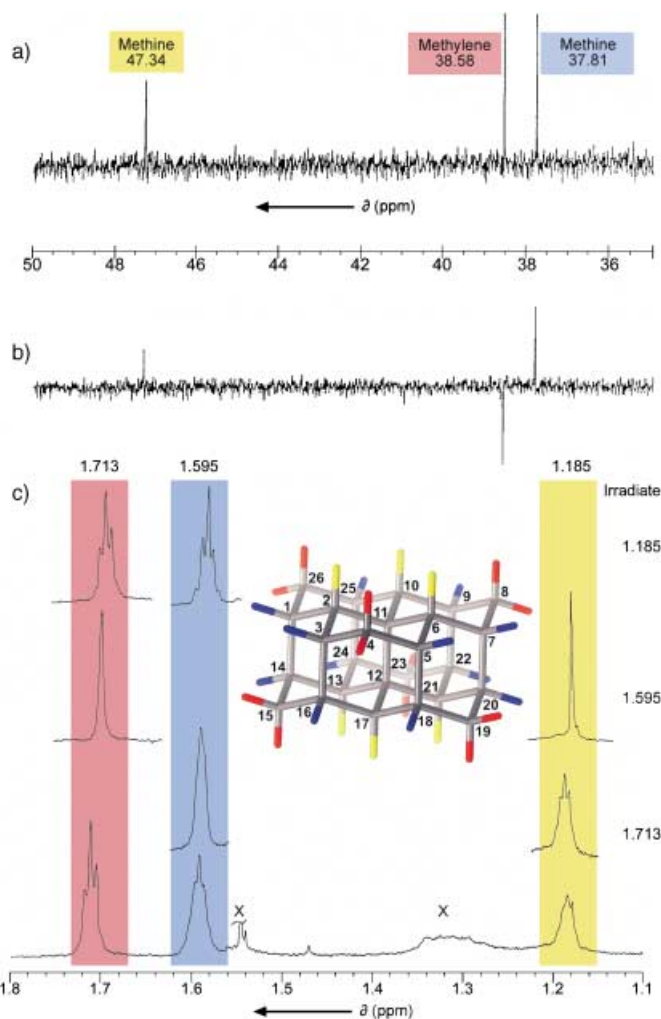 a)
Methine
47.34
Methylene
38.58
Methine
37.81
∂ (ppm)
50 48 46 44 42 40 38 36
b)
1.713 1.595 1.185
c)
Irradiate
1.185
1.595
1.713
26 25 10 9 8
1 2 11 6
3 4 5 7
14 24 23 22
13 12 21 20
15 16 17 18 19
X X
1.8 1.7 1.6 1.5 1.4 1.3 1.2 1.1
∂ (ppm)